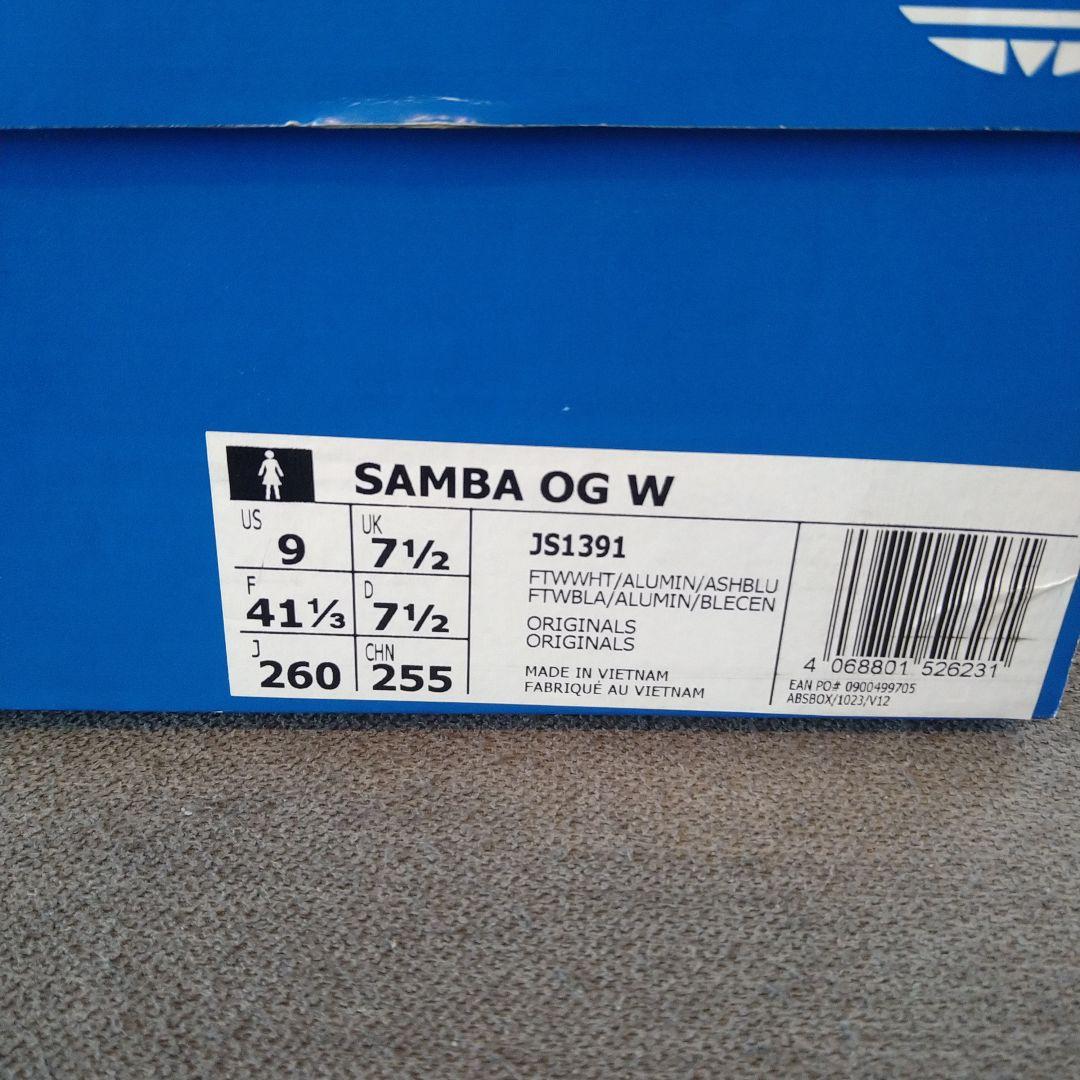 SAMBA OG W
US 9
UK 7½
F 41⅓
D 7½
J 260
CHN 255
JS1391
FTWWHT/ALUMIN/ASHBLU
FTWBLA/ALUMIN/BLECEN
ORIGINALS
ORIGINALS
MADE IN VIETNAM
FABRIQUÉ AU VIETNAM
4 068801 526231
EAN PO# 0900499705
ABSBOX/1023/V12